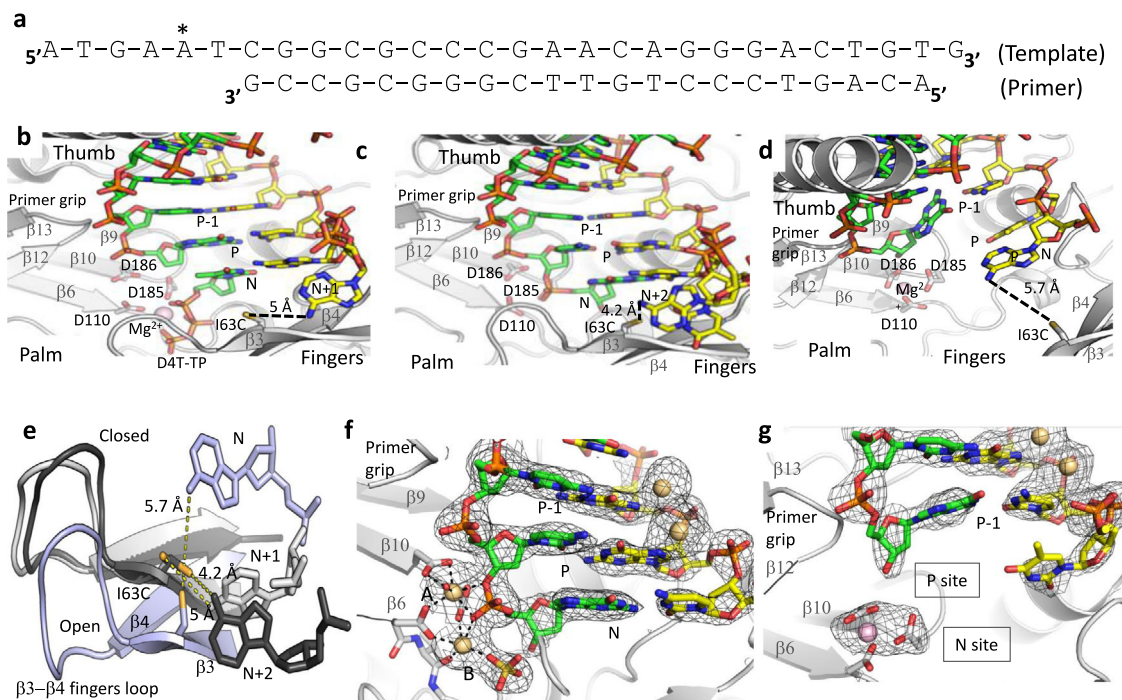 a
*
5’A-T-G-A-A-T-C-G-G-C-G-C-C-C-G-A-A-C-A-G-G-G-A-C-T-G-T-G3’ (Template)
3’G-C-C-G-C-G-G-G-C-T-T-G-T-C-C-C-T-G-A-C-A5’ (Primer)
b
Thumb
Primer grip
β13
β9
P-1
β12
β10
P
D186
β6
D185
N
N+1
5 Å
β4
D110
Mg2+
I63C
β3
Palm
D4T-TP
Fingers
c
Thumb
Primer grip
β13
β9
P-1
β12
β10
P
D186
β6
D185
N
N+2
4.2 Å
D110
I63C
β3
β4
Palm
Fingers
d
Thumb
P-1
Primer grip
β9
P
β13
β10
D186
D185
P
N
β12
β6
Mg2
5.7 Å
β4
D110
I63C
β3
Palm
Fingers
e
Closed
N
5.7 Å
N+1
4.2 Å
I63C
5 Å
Open
β4
β3
N+2
β3–β4 fingers loop
f
Primer grip
β9
P-1
β10
P
β6
A
N
B
g
β13
P-1
Primer grip
β12
P site
β10
N site
β6